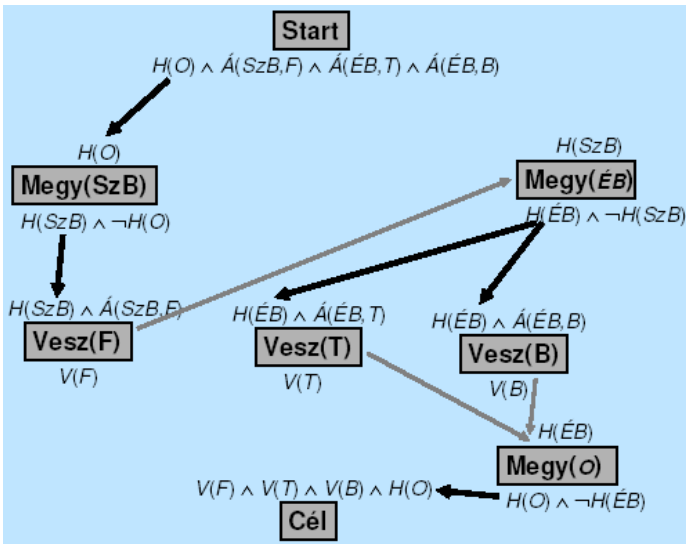 Start
H(O) ∧ Á(SzB,F) ∧ Á(ÉB,T) ∧ Á(ÉB,B)
H(O)
Megy(SzB)
H(SzB) ∧ ¬H(O)
H(SzB)
Megy(ÉB)
H(ÉB) ∧ ¬H(SzB)
H(SzB) ∧ Á(SzB,F)
Vesz(F)
V(F)
H(ÉB) ∧ Á(ÉB,T)
Vesz(T)
V(T)
H(ÉB) ∧ Á(ÉB,B)
Vesz(B)
V(B)
H(ÉB)
Megy(O)
H(O) ∧ ¬H(ÉB)
V(F) ∧ V(T) ∧ V(B) ∧ H(O)
Cél